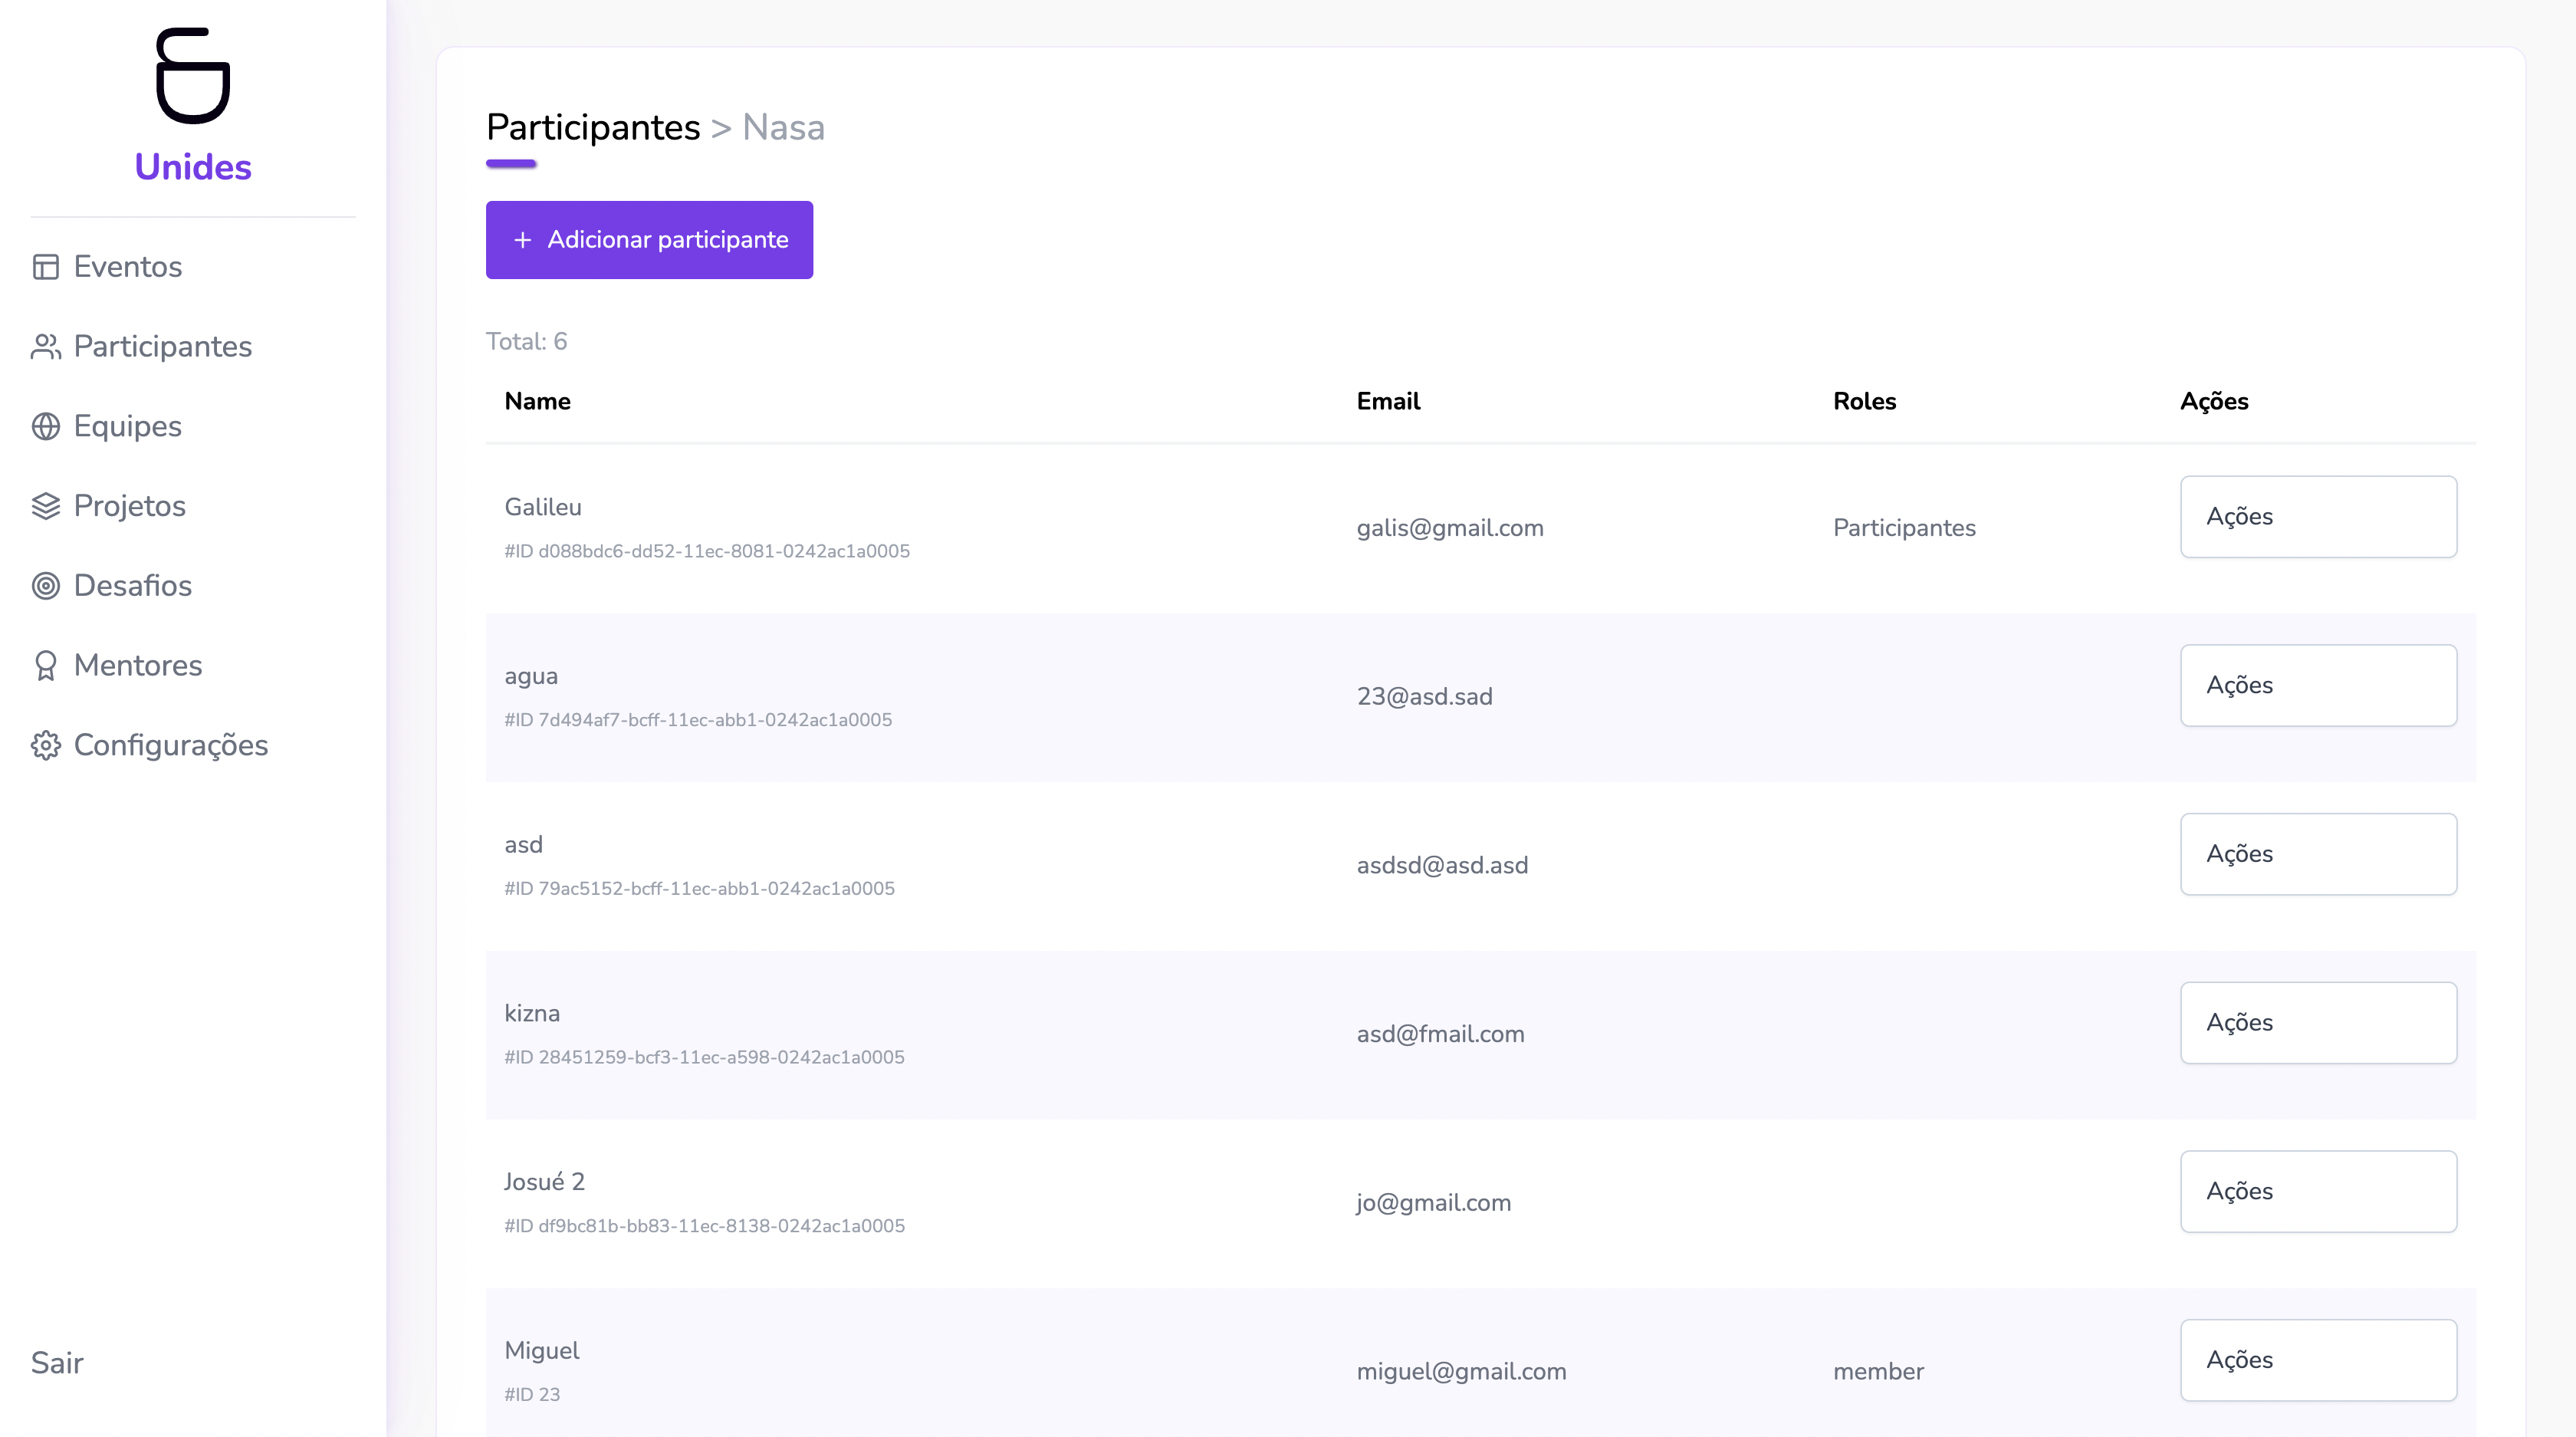 Unides
Eventos
Participantes
Equipes
Projetos
Desafios
Mentores
Configurações
Sair
Participantes > Nasa
+ Adicionar participante
Total: 6
Name Email Roles Ações
Galileu
#ID d088bdc6-dd52-11ec-8081-0242ac1a0005
galis@gmail.com
Participantes
Ações
agua
#ID 7d494af7-bcff-11ec-abb1-0242ac1a0005
23@asd.sad
Ações
asd
#ID 79ac5152-bcff-11ec-abb1-0242ac1a0005
asdsd@asd.asd
Ações
kizna
#ID 28451259-bcf3-11ec-a598-0242ac1a0005
asd@fmail.com
Ações
Josué 2
#ID df9bc81b-bb83-11ec-8138-0242ac1a0005
jo@gmail.com
Ações
Miguel
#ID 23
miguel@gmail.com
member
Ações